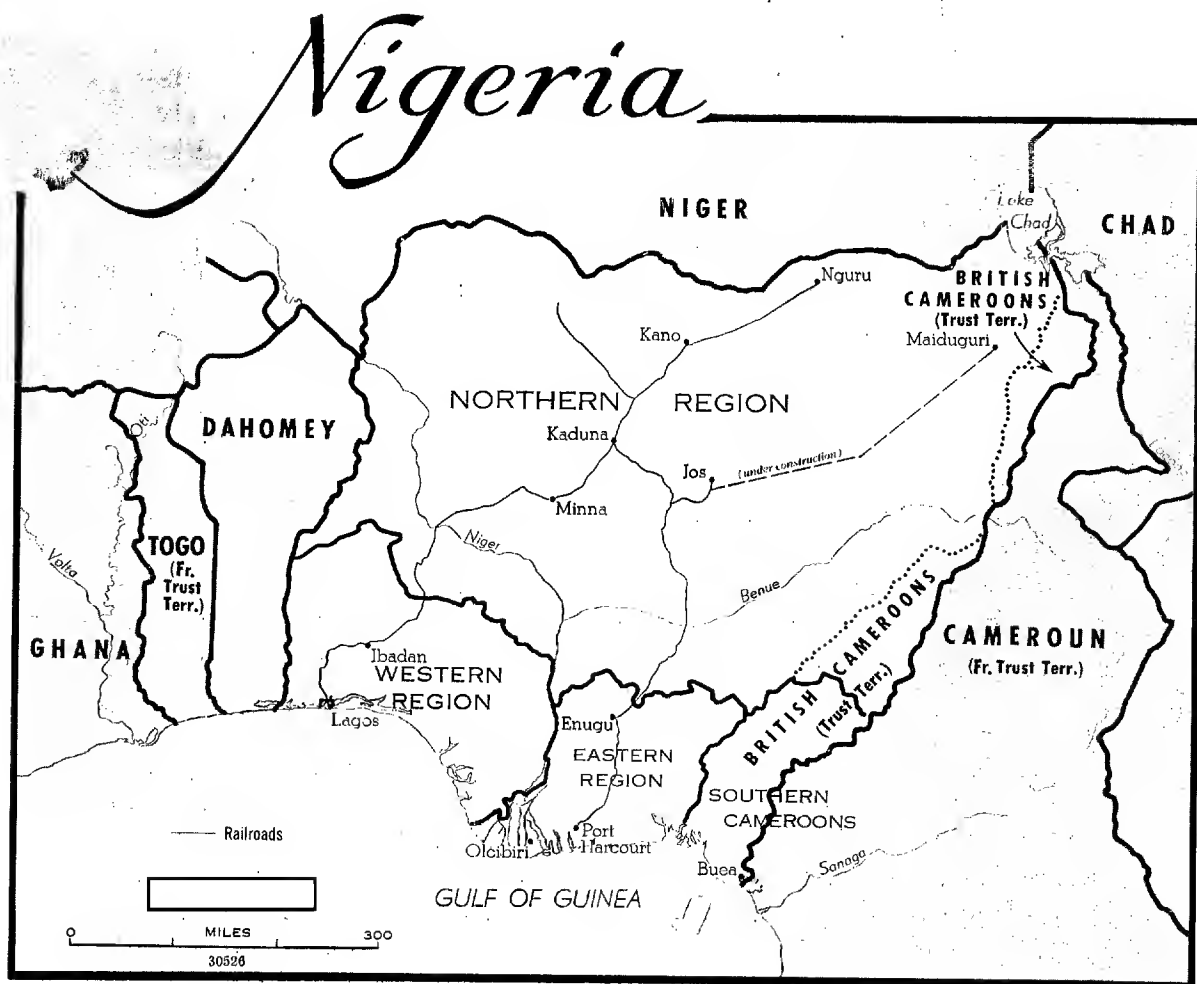 Nigeria
NIGER
Lake
Chad
CHAD
Nguru
BRITISH
CAMEROONS
(Trust Terr.)
Maiduguri
Kano
NORTHERN REGION
Kaduna
DAHOMEY
Oti
Jos
(under construction)
Minna
Niger
TOGO
(Fr.
Trust
Terr.)
Volta
Benue
GHANA
BRITISH CAMEROONS
(Trust Terr.)
CAMEROUN
(Fr. Trust Terr.)
Ibadan
WESTERN
REGION
Lagos
Enugu
EASTERN
REGION
SOUTHERN
CAMEROONS
Railroads
Port
Harcourt
Olcibiri
Buea
Sanaga
GULF OF GUINEA
0 MILES 300
30526